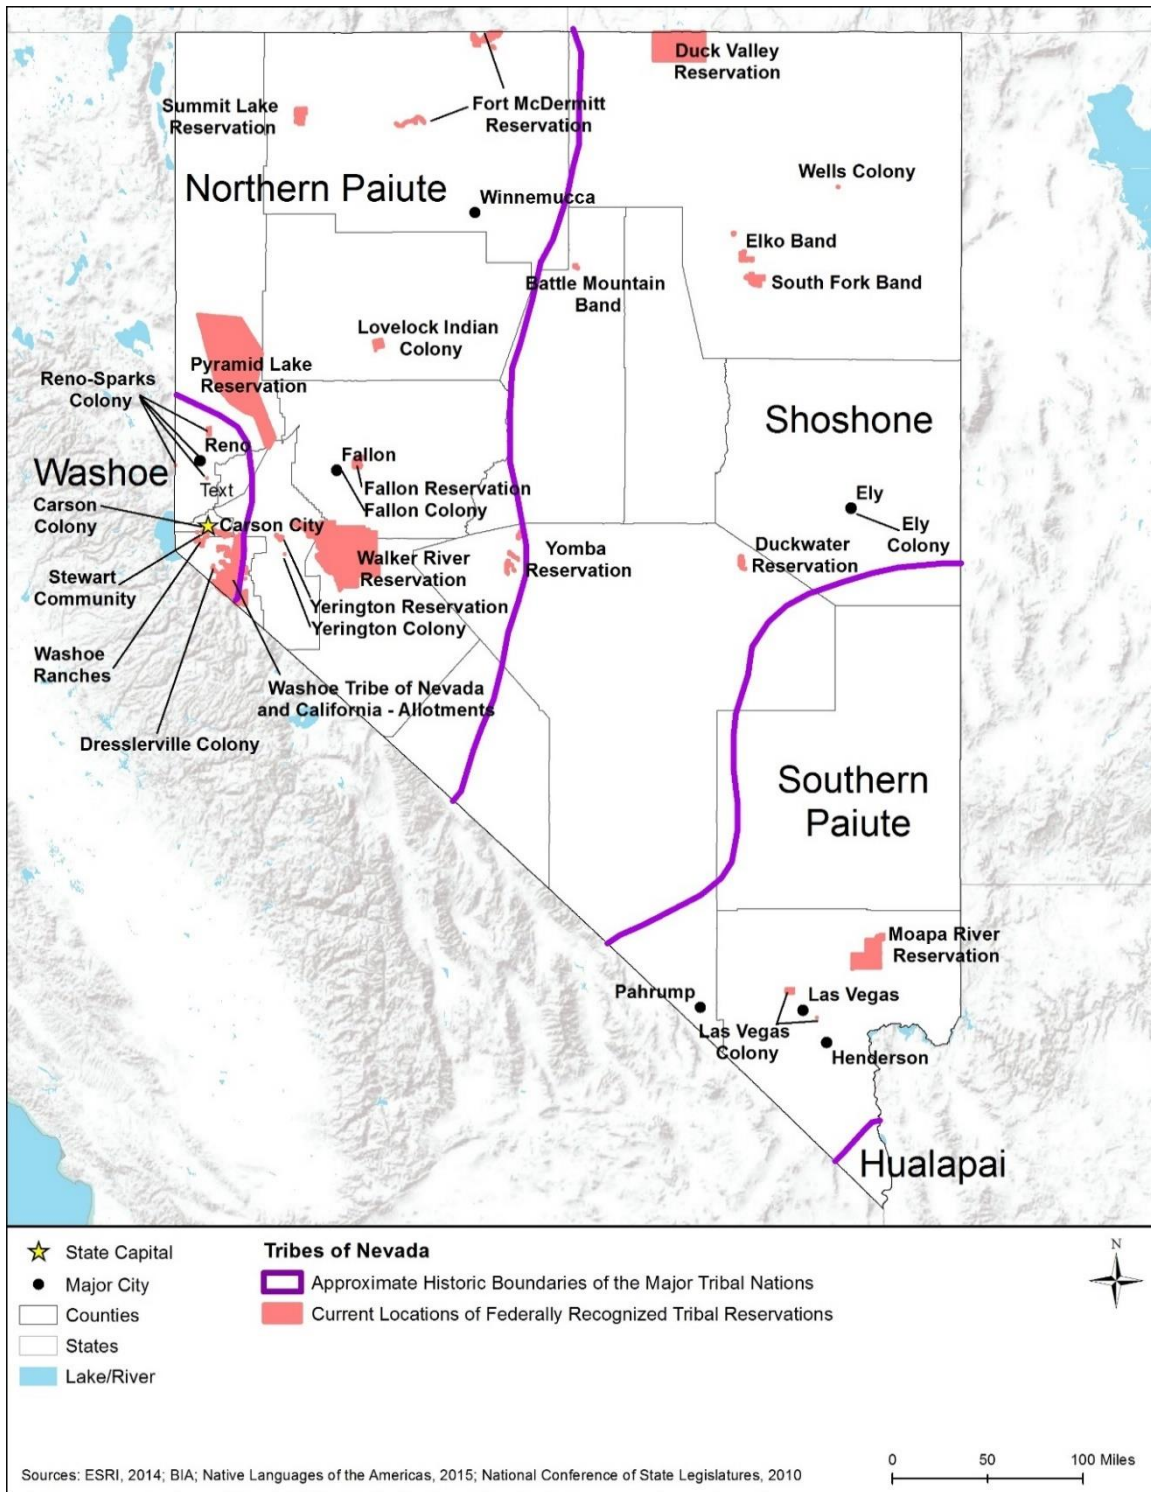 Duck Valley
Reservation
Summit Lake
Reservation
Fort McDermitt
Reservation
Northern Paiute
Winnemucca
Wells Colony
Elko Band
South Fork Band
Battle Mountain
Band
Lovelock Indian
Colony
Pyramid Lake
Reservation
Reno-Sparks
Colony
Shoshone
Reno
Washoe
Text
Fallon
Fallon Reservation
Fallon Colony
Ely
Ely
Colony
Carson
Colony
Carson City
Walker River
Reservation
Yomba
Reservation
Duckwater
Reservation
Stewart
Community
Yerington Reservation
Yerington Colony
Washoe
Ranches
Washoe Tribe of Nevada
and California - Allotments
Dresslerville Colony
Southern
Paiute
Moapa River
Reservation
Pahrump
Las Vegas
Las Vegas
Colony
Henderson
Hualapai
State Capital
Major City
Counties
States
Lake/River
Tribes of Nevada
Approximate Historic Boundaries of the Major Tribal Nations
Current Locations of Federally Recognized Tribal Reservations
N
Sources: ESRI, 2014; BIA; Native Languages of the Americas, 2015; National Conference of State Legislatures, 2010
0 50 100 Miles